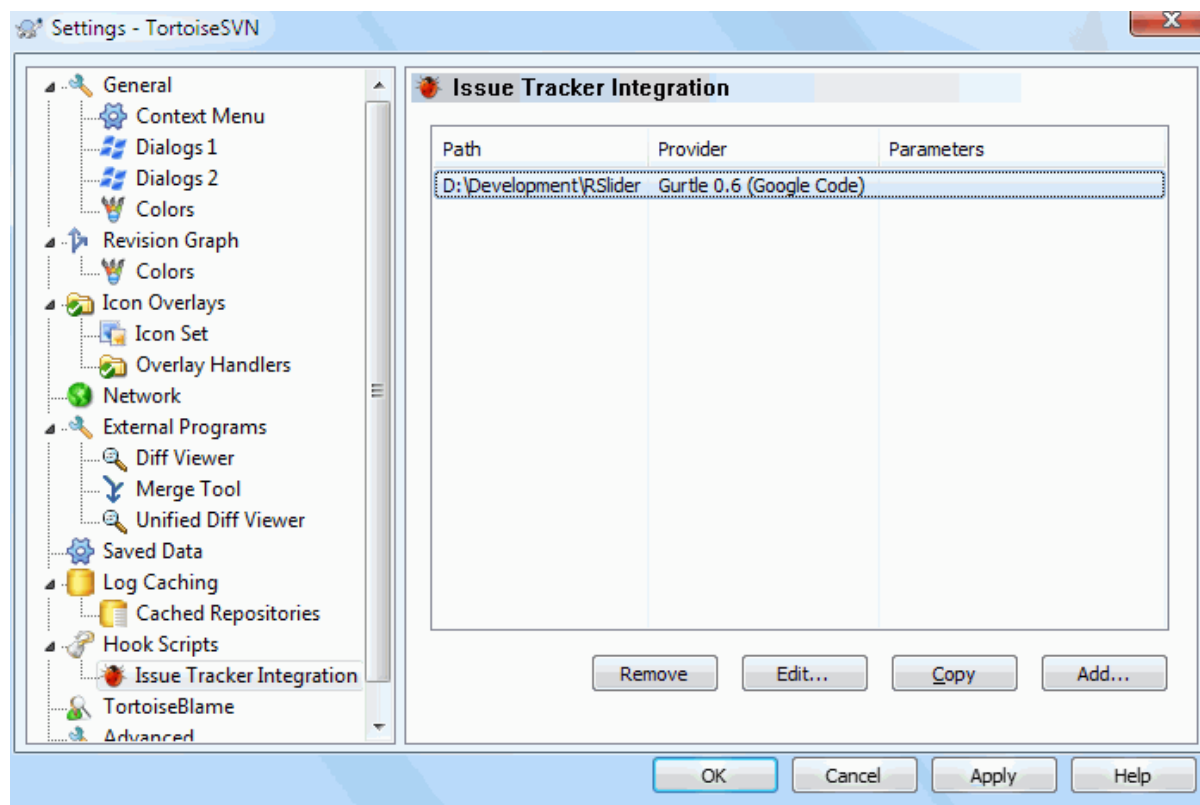 Settings - TortoiseSVN
General
Context Menu
Dialogs 1
Dialogs 2
Colors
Revision Graph
Colors
Icon Overlays
Icon Set
Overlay Handlers
Network
External Programs
Diff Viewer
Merge Tool
Unified Diff Viewer
Saved Data
Log Caching
Cached Repositories
Hook Scripts
Issue Tracker Integration
TortoiseBlame
Advanced
Issue Tracker Integration
Path Provider Parameters
D:\Development\RSlider Gurtle 0.6 (Google Code)
Remove Edit... Copy Add...
OK Cancel Apply Help